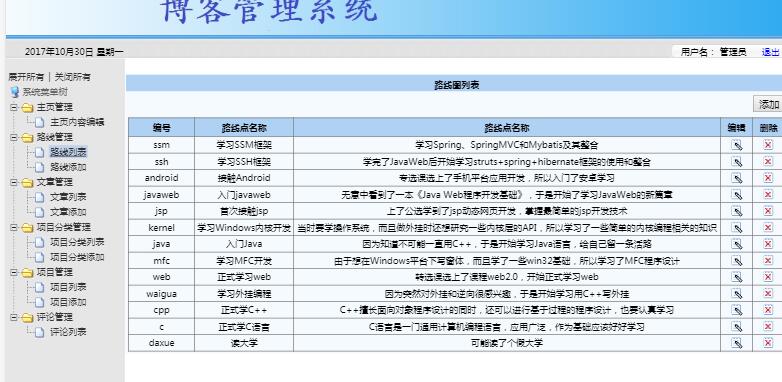 博客管理系统
2017年10月30日 星期一
用户名： 管理员 退出
展开所有 | 关闭所有
系统菜单树
主页管理
主页内容编辑
路线管理
路线列表
路线添加
文章管理
文章列表
文章添加
项目分类管理
项目分类列表
项目分类添加
项目管理
项目列表
项目添加
评论管理
评论列表
路线图列表
添加
编号 路线点名称 路线点名称 编辑 删除
ssm 学习SSM框架 学习Spring、SpringMVC和Mybatis及其整合
ssh 学习SSH框架 学完了JavaWeb后开始学习struts+spring+hibernate框架的使用和整合
android 接触Android 专选课选上了手机平台应用开发，所以入门了安卓学习
javaweb 入门javaweb 无意中看到了一本《Java Web程序开发基础》，于是开始了学习JavaWeb的新篇章
jsp 首次接触jsp 上了公选学到了jsp动态网页开发，掌握最简单的jsp开发技术
kernel 学习Windows内核开发 当时要学操作系统，而且做外挂时还想研究一些内核层的API，所以学习了一些简单的内核编程相关的知识
java 入门Java 因为知道不可能一直用C++，于是开始学习Java语言，给自己留一条活路
mfc 学习MFC开发 由于想在Windows平台下写窗体，而且学了一些win32基础，所以学习了MFC程序设计
web 正式学习web 转选课选上了课程web2.0，开始正式学习web
waigua 学习外挂编程 因为突然对外挂和逆向很感兴趣，于是开始学习用C++写外挂
cpp 正式学C++ C++擅长面向对象程序设计的同时，还可以进行基于过程的程序设计，也要认真学习
c 正式学C语言 C语言是一门通用计算机编程语言，应用广泛，作为基础应该好好学习
daxue 读大学 可能读了个假大学